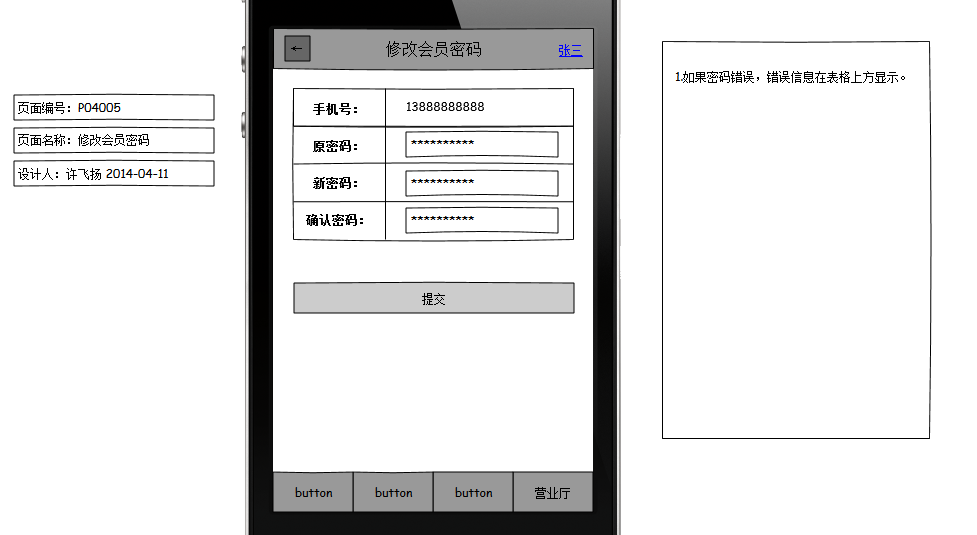 页面编号：P04005
页面名称：修改会员密码
设计人：许飞扬 2014-04-11
←
修改会员密码
张三
手机号：
13888888888
原密码：
**********
新密码：
**********
确认密码：
**********
提交
button
button
button
营业厅
1.如果密码错误，错误信息在表格上方显示。